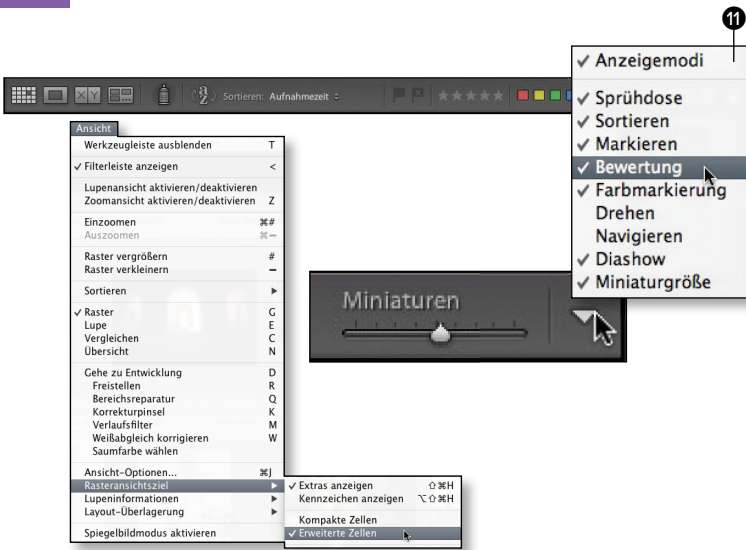 11
✓ Anzeigemodi
✓ Sprühdose
✓ Sortieren
✓ Markieren
✓ Bewertung
✓ Farbmarkierung
Drehen
Navigieren
✓ Diashow
✓ Miniaturgröße
X Y
a z
Sortieren: Aufnahmezeit
Ansicht
Werkzeugleiste ausblenden T
✓ Filterleiste anzeigen <
Lupenansicht aktivieren/deaktivieren
Zoomansicht aktivieren/deaktivieren Z
Einzoomen ⌘#
Auszoomen ⌘−
Raster vergrößern #
Raster verkleinern −
Sortieren ▶
✓ Raster G
Lupe E
Vergleichen C
Übersicht N
Gehe zu Entwicklung D
Freistellen R
Bereichsreparatur Q
Korrekturpinsel K
Verlaufsfilter M
Weißabgleich korrigieren W
Saumfarbe wählen
Ansicht-Optionen... ⌘J
Rasteransichtsziel ▶
Lupeninformationen ▶
Layout-Überlagerung ▶
Spiegelbildmodus aktivieren
✓ Extras anzeigen ⇧⌘H
Kennzeichen anzeigen ⌥⇧⌘H
Kompakte Zellen
✓ Erweiterte Zellen
Miniaturen